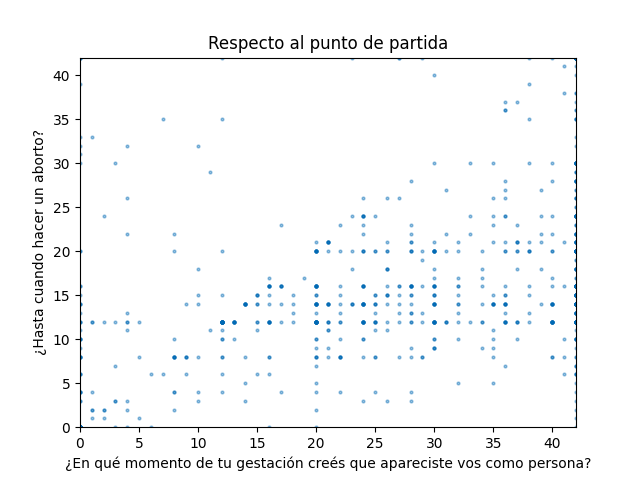 Respecto al punto de partida
¿Hasta cuando hacer un aborto?
40
35
30
25
20
15
10
5
0
0 5 10 15 20 25 30 35 40
¿En qué momento de tu gestación creés que apareciste vos como persona?